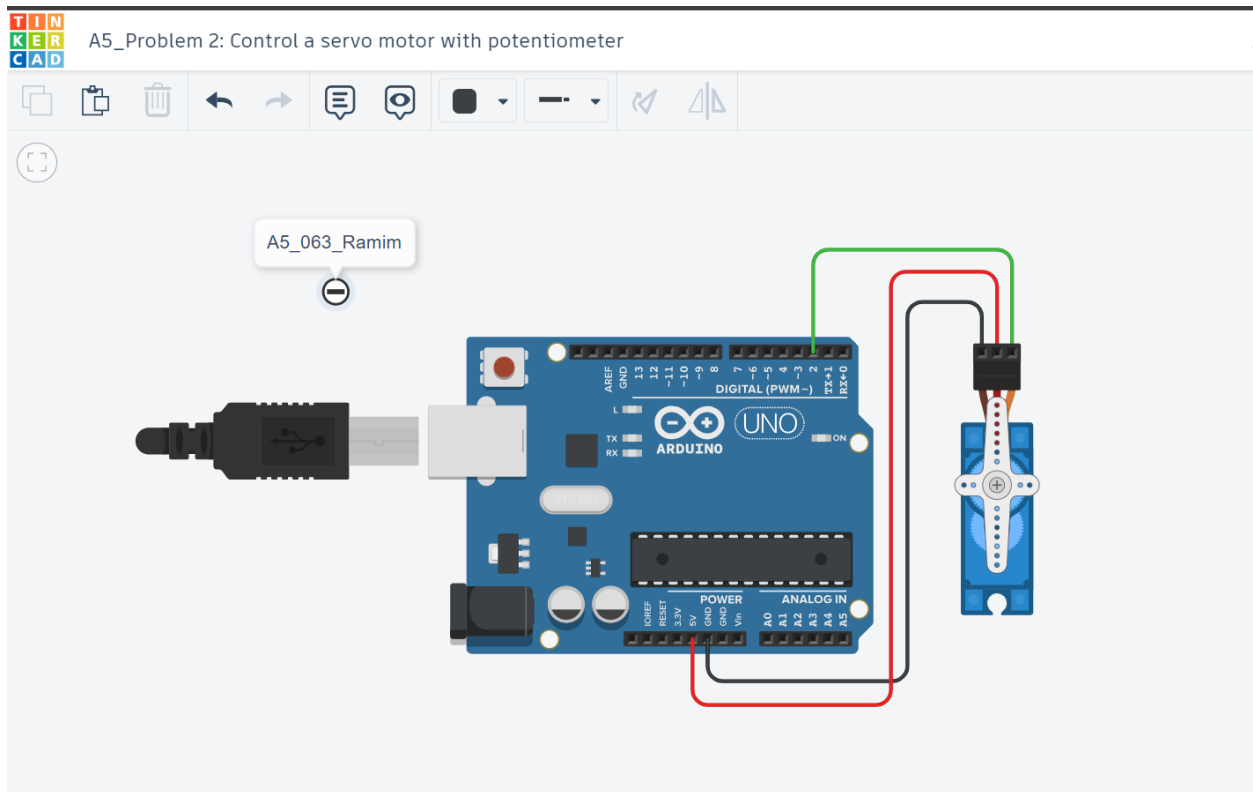 TIN
KER
CAD
A5_Problem 2: Control a servo motor with potentiometer
A5_063_Ramim
AREF
GND
13
12
~11
~10
~9
8
7
~6
~5
4
~3
2
TX→1
RX←0
DIGITAL (PWM~)
L
TX
RX
ARDUINO
UNO
ON
POWER
ANALOG IN
IOREF
RESET
3.3V
5V
GND
GND
Vin
A0
A1
A2
A3
A4
A5